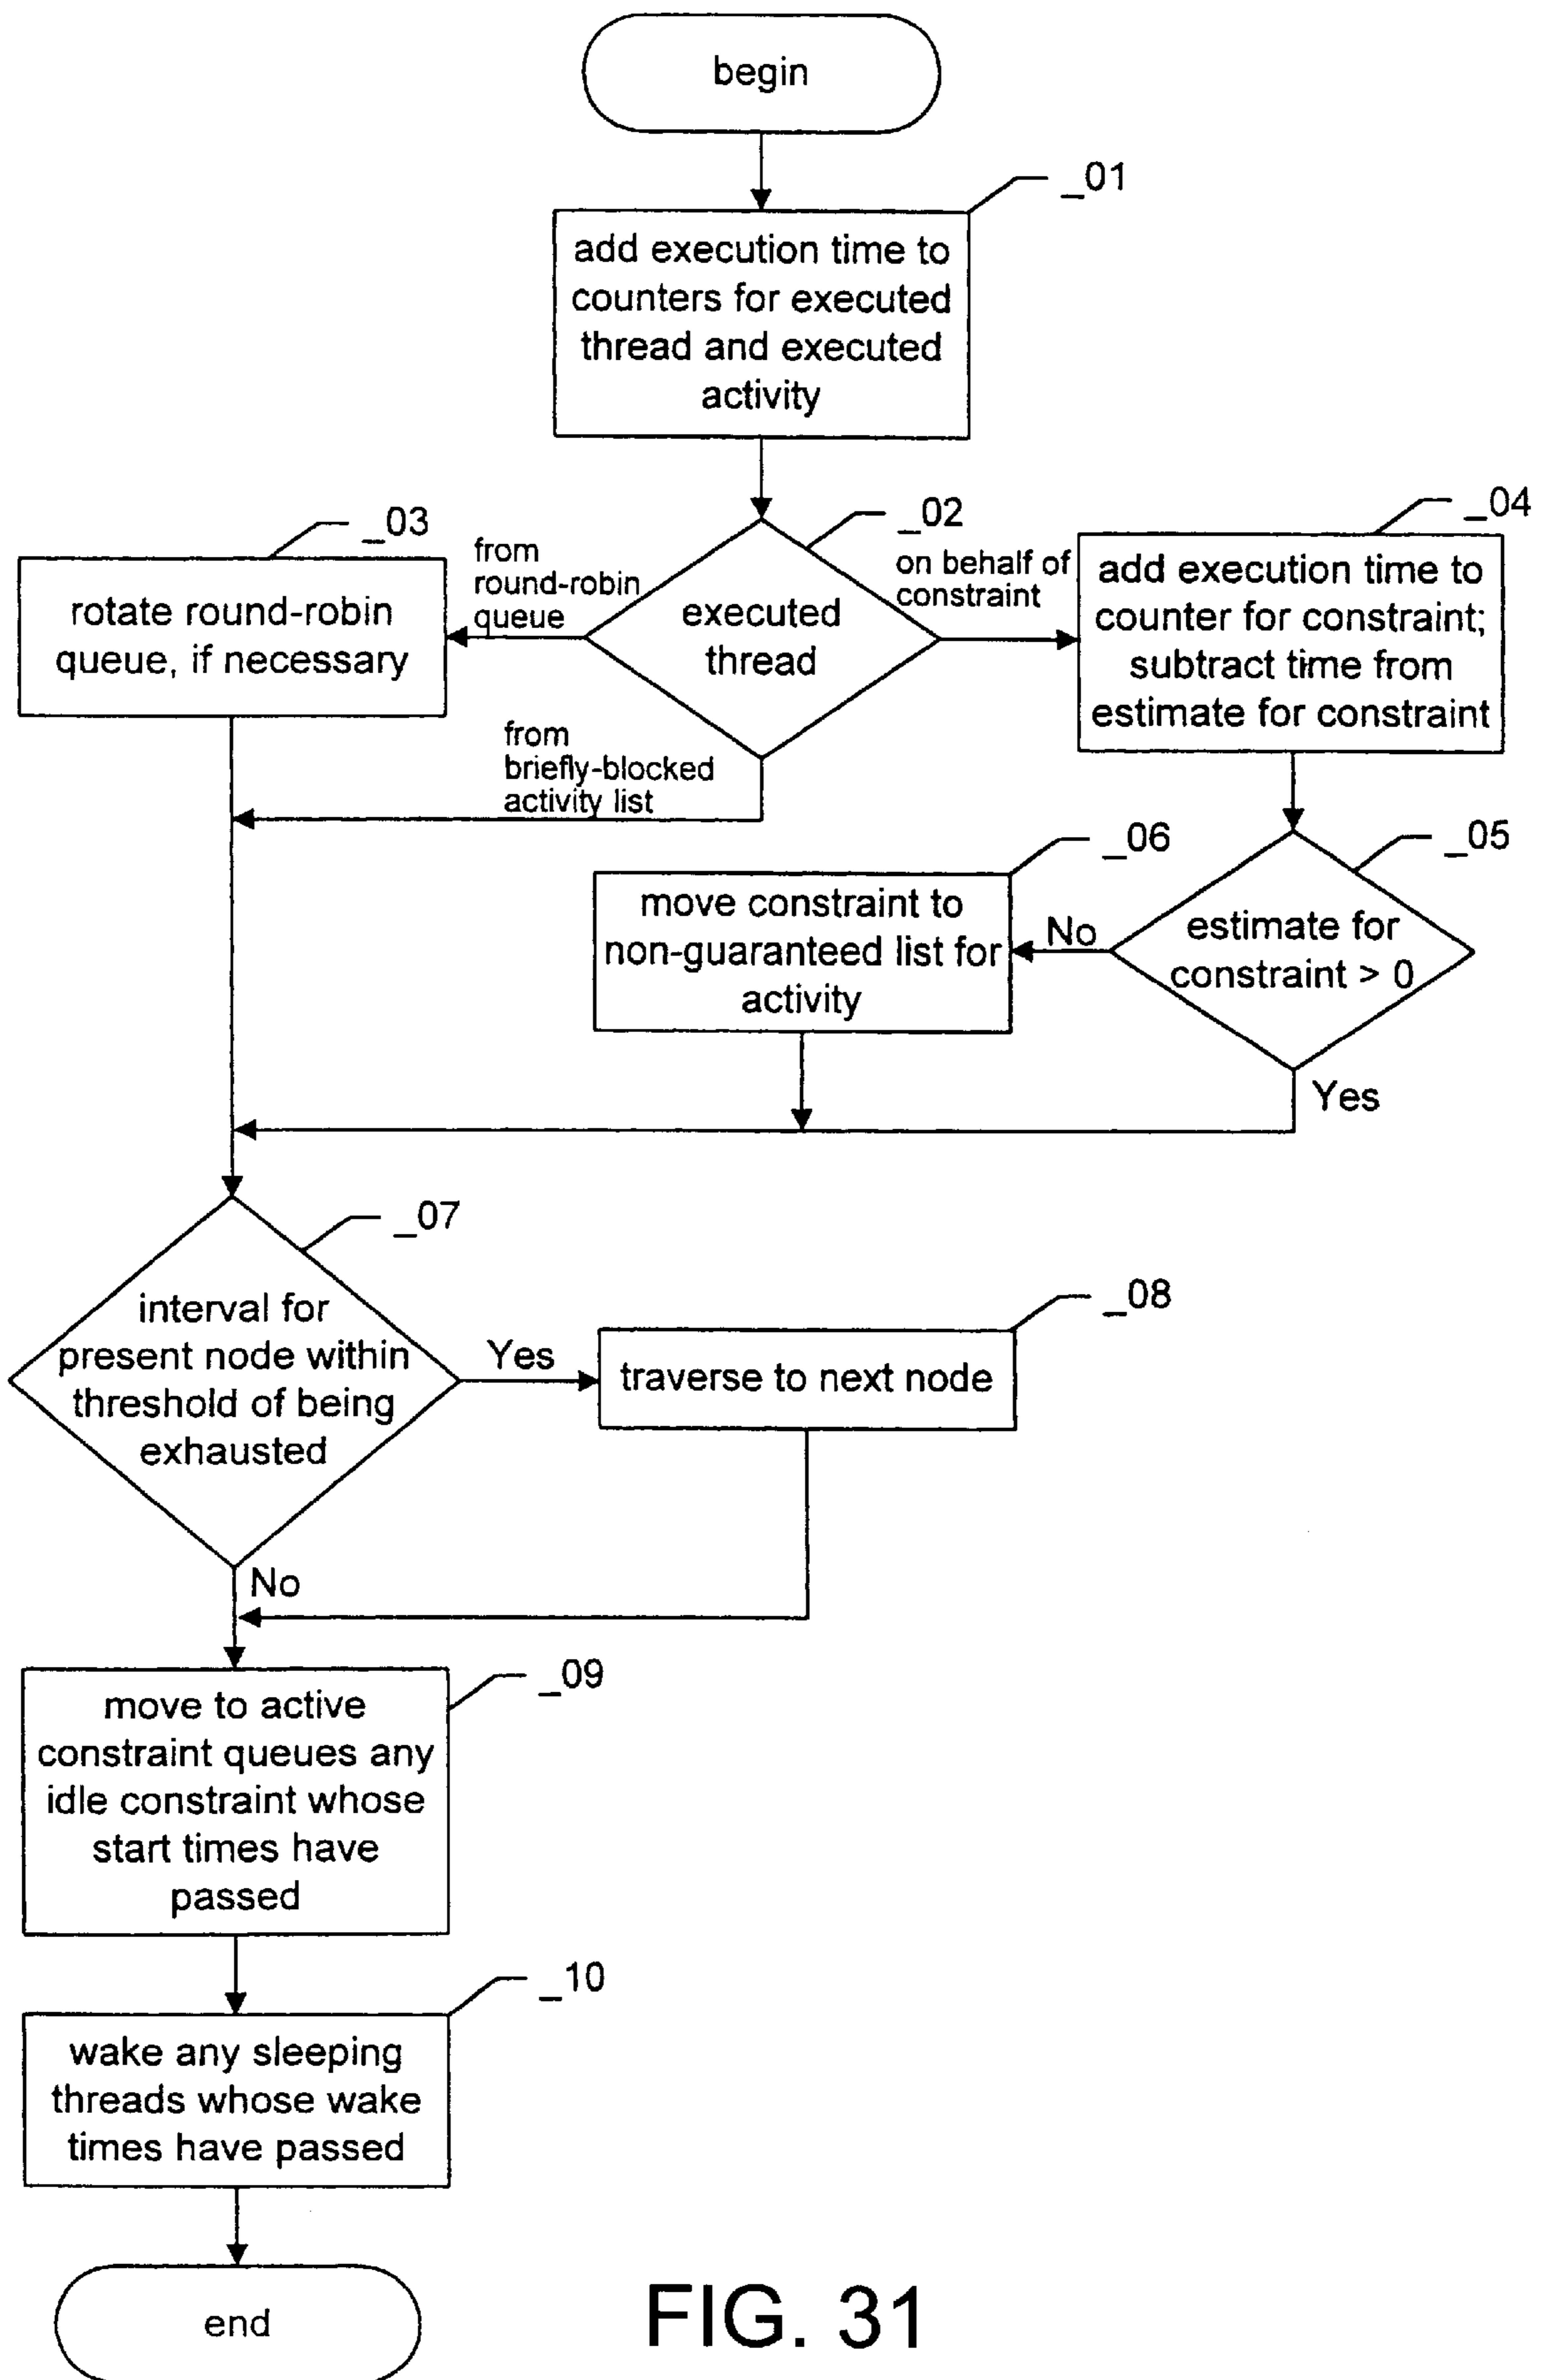 begin
_01
add execution time to
counters for executed
thread and executed
activity
_02
_03
_04
from
round-robin
queue
on behalf of
constraint
rotate round-robin
queue, if necessary
executed
thread
add execution time to
counter for constraint;
subtract time from
estimate for constraint
from
briefly-blocked
activity list
_06
_05
move constraint to
non-guaranteed list for
activity
No
estimate for
constraint > 0
Yes
_07
interval for
present node within
threshold of being
exhausted
Yes
_08
traverse to next node
No
_09
move to active
constraint queues any
idle constraint whose
start times have
passed
_10
wake any sleeping
threads whose wake
times have passed
end
FIG. 31